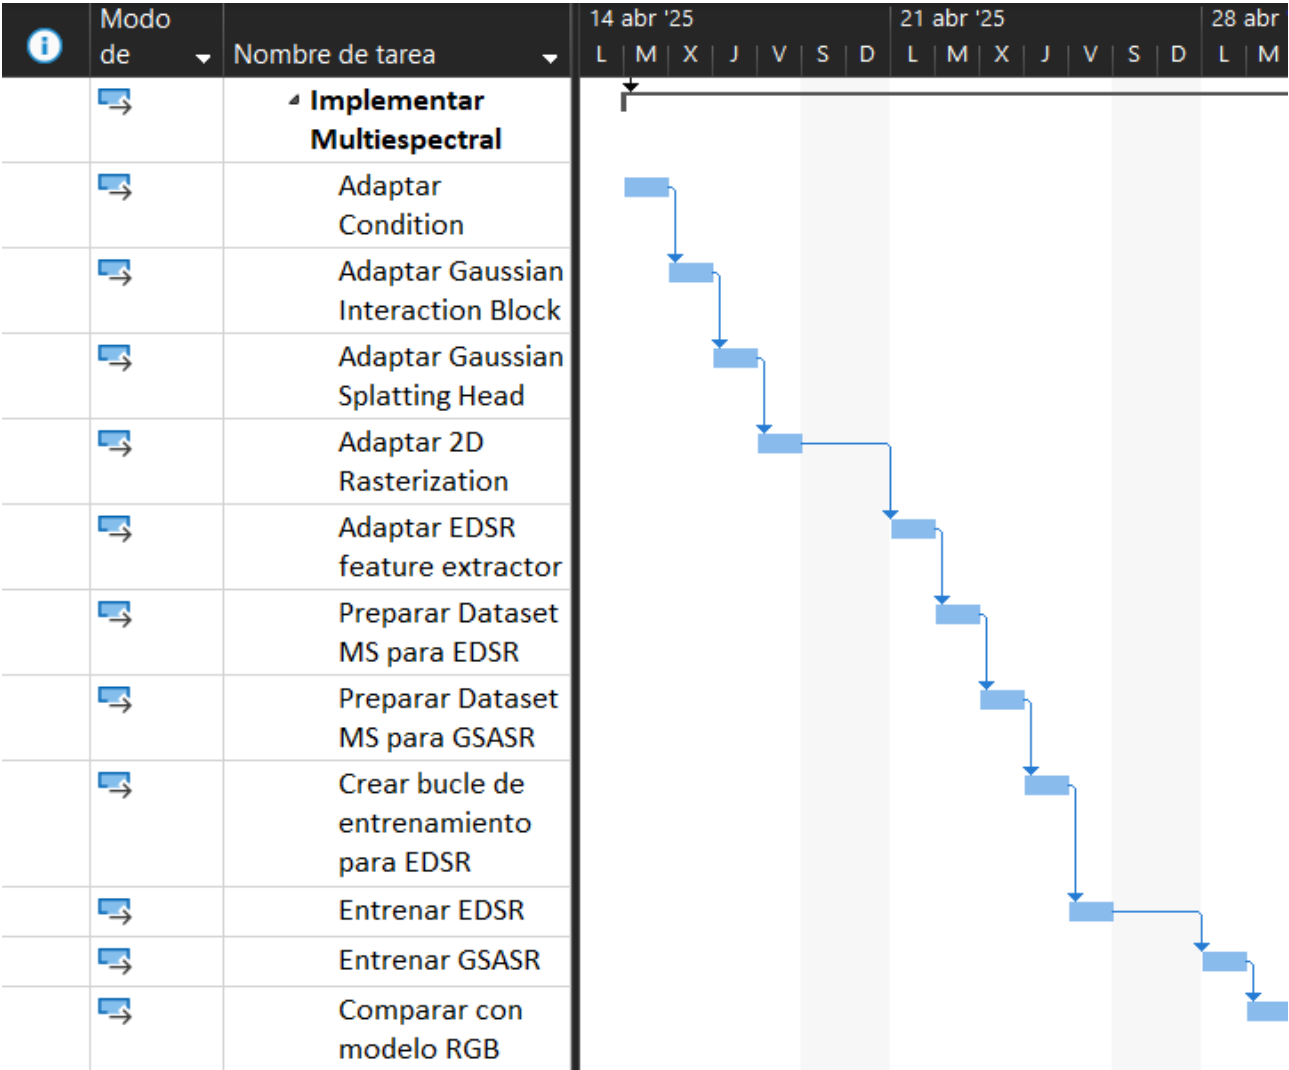 Modo
de
Nombre de tarea
14 abr '25
21 abr '25
28 abr
L M X J V S D L M X J V S D L M
Implementar
Multiespectral
Adaptar
Condition
Adaptar Gaussian
Interaction Block
Adaptar Gaussian
Splatting Head
Adaptar 2D
Rasterization
Adaptar EDSR
feature extractor
Preparar Dataset
MS para EDSR
Preparar Dataset
MS para GSASR
Crear bucle de
entrenamiento
para EDSR
Entrenar EDSR
Entrenar GSASR
Comparar con
modelo RGB